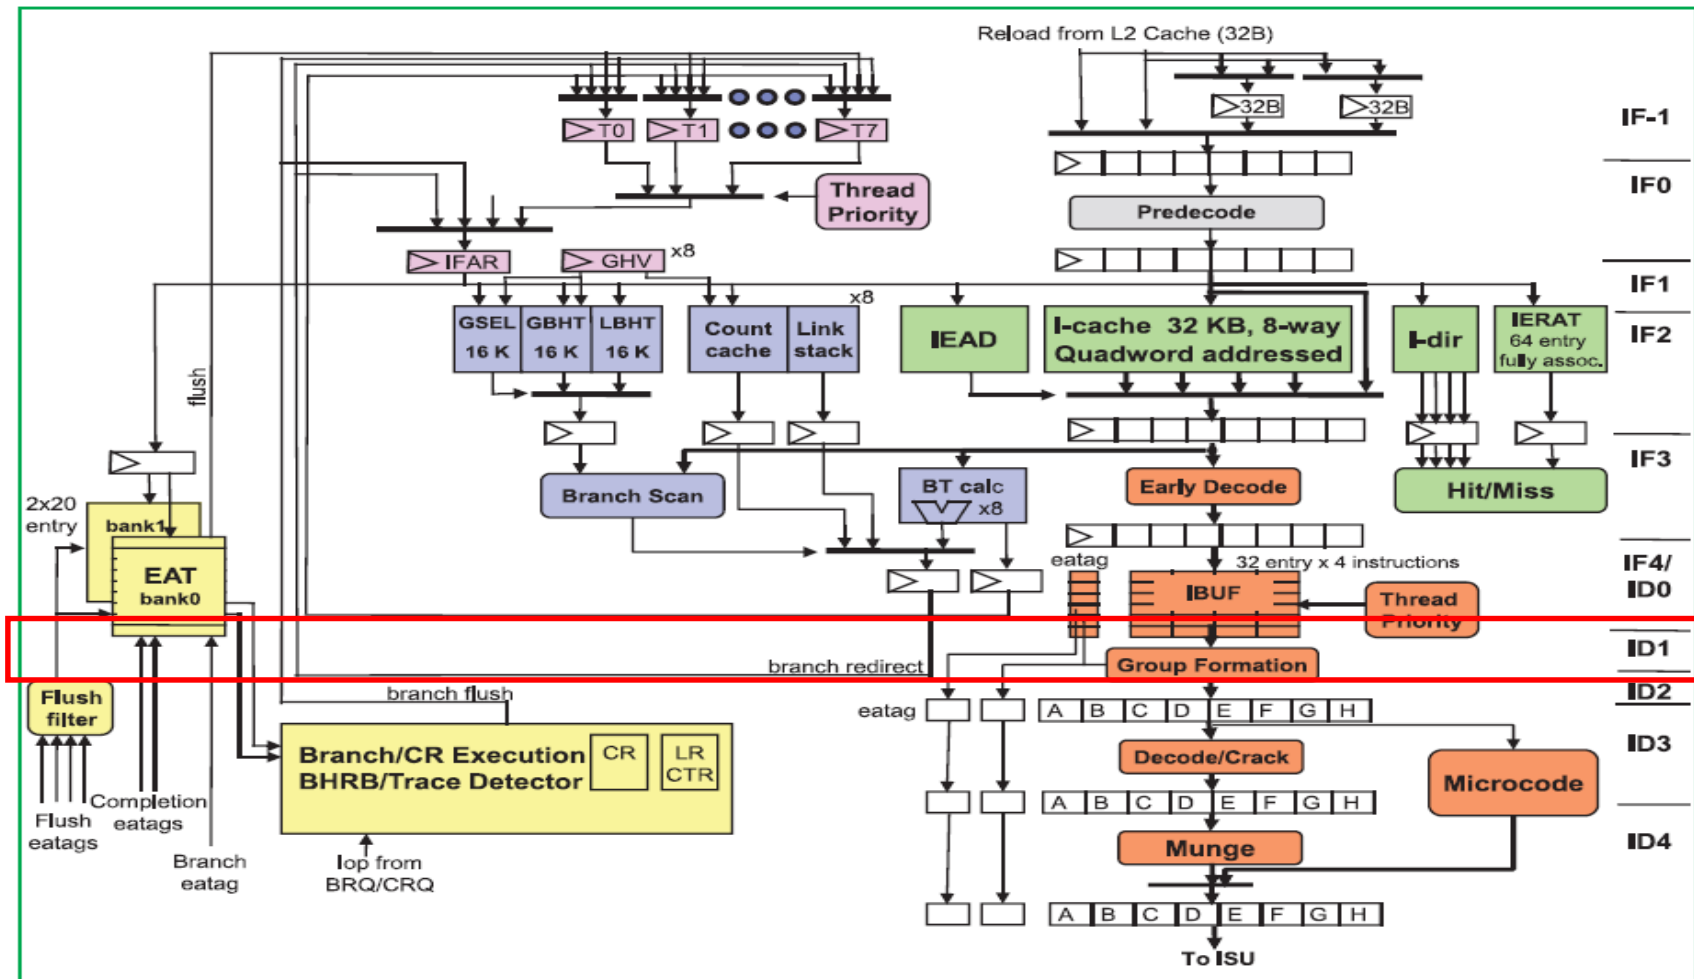 Reload from L2 Cache (32B)
32B
32B
IF-1
T0
T1
T7
IF0
Thread
Priority
Predecode
IFAR
GHV
x8
IF1
GSEL
16 K
GBHT
16 K
LBHT
16 K
Count
cache
Link
stack
x8
IEAD
I-cache 32 KB, 8-way
Quadword addressed
I-dir
IERAT
64 entry
fully assoc.
IF2
flush
IF3
Branch Scan
BT calc
x8
Early Decode
Hit/Miss
2x20
entry
bank1
EAT
bank0
eatag
32 entry x 4 instructions
IBUF
Thread
Priority
IF4/
ID0
ID1
branch redirect
Group Formation
Flush
filter
branch flush
eatag
A B C D E F G H
ID2
Branch/CR Execution
BHRB/Trace Detector
CR
LR
CTR
Decode/Crack
Microcode
ID3
Completion
eatags
Flush
eatags
A B C D E F G H
Branch
eatag
Iop from
BRQ/CRQ
Munge
ID4
A B C D E F G H
To ISU